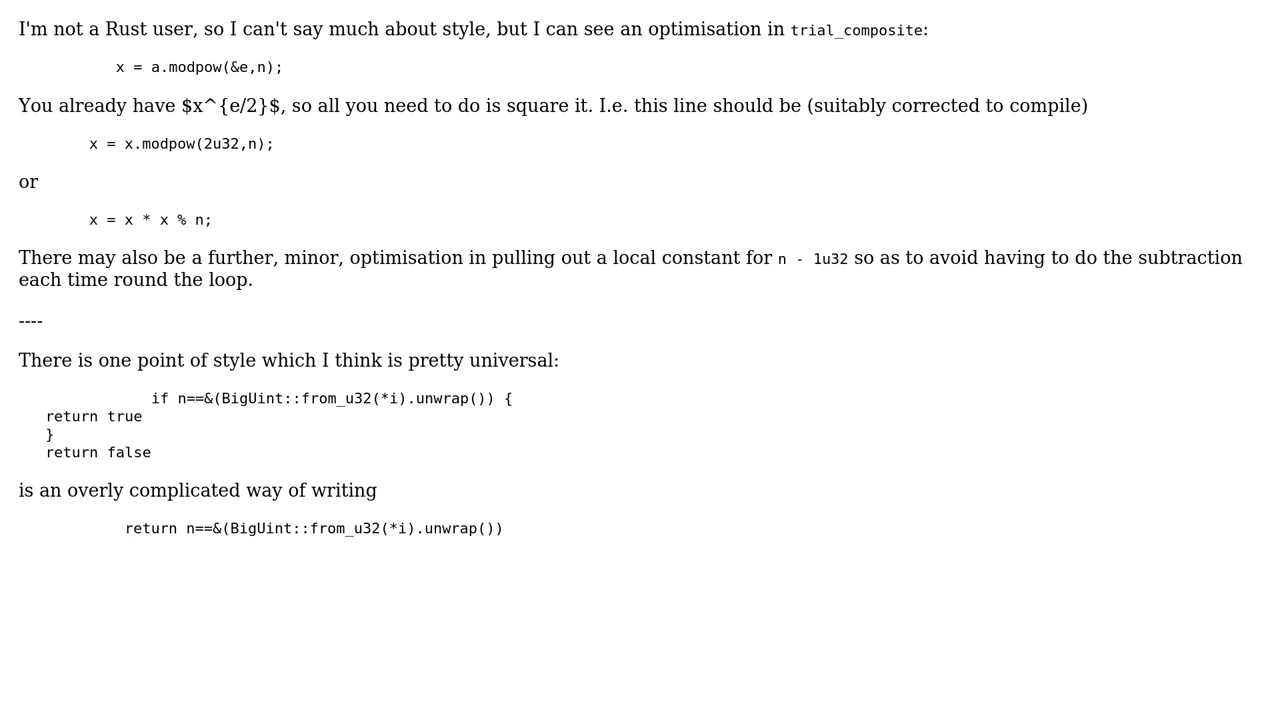 I'm not a Rust user, so I can't say much about style, but I can see an optimisation in trial_composite:
x = a.modpow(&e,n);
You already have $x^{e/2}$, so all you need to do is square it. I.e. this line should be (suitably corrected to compile)
x = x.modpow(2u32,n);
or
x = x * x % n;
There may also be a further, minor, optimisation in pulling out a local constant for n - 1u32 so as to avoid having to do the subtraction
each time round the loop.
----
There is one point of style which I think is pretty universal:
if n==&(BigUint::from_u32(*i).unwrap()) {
return true
}
return false
is an overly complicated way of writing
return n==&(BigUint::from_u32(*i).unwrap())